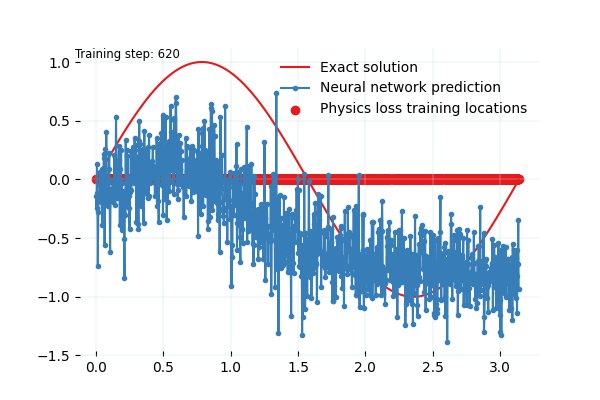 Training step: 620
Exact solution
Neural network prediction
Physics loss training locations
1.0
0.5
0.0
−0.5
−1.0
−1.5
0.0 0.5 1.0 1.5 2.0 2.5 3.0